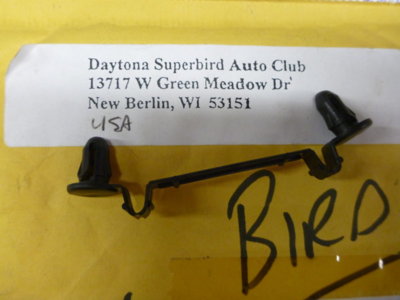 Daytona Superbird Auto Club
13717 W Green Meadow Dr
New Berlin, WI 53151
USA
BIRD